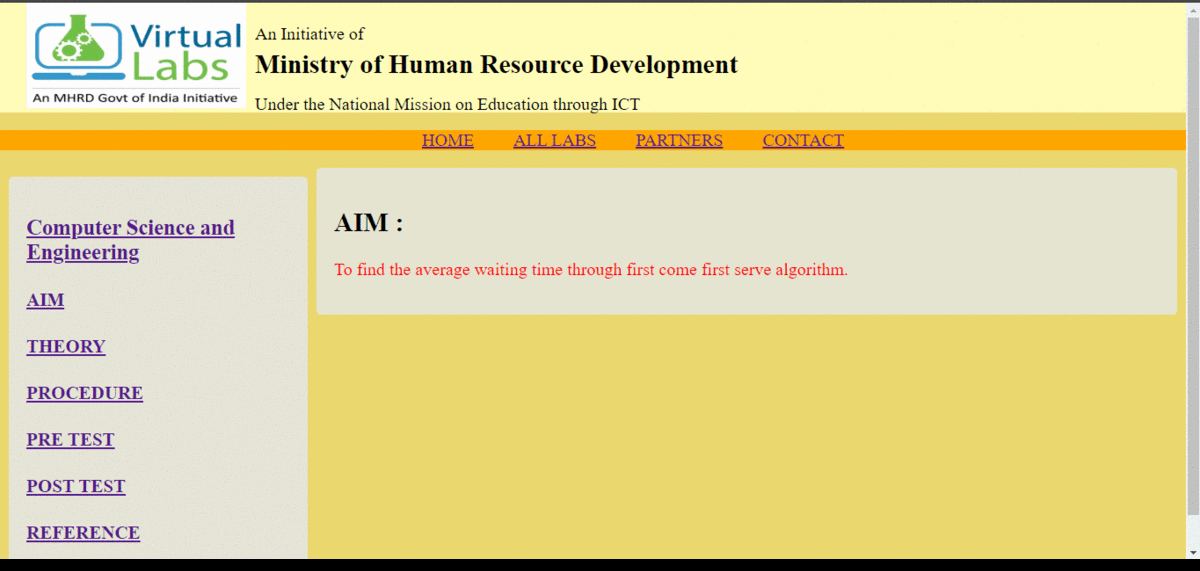 Virtual
Labs
An MHRD Govt of India Initiative
An Initiative of
Ministry of Human Resource Development
Under the National Mission on Education through ICT
HOME ALL LABS PARTNERS CONTACT
Computer Science and
Engineering
AIM
THEORY
PROCEDURE
PRE TEST
POST TEST
REFERENCE
AIM :
To find the average waiting time through first come first serve algorithm.